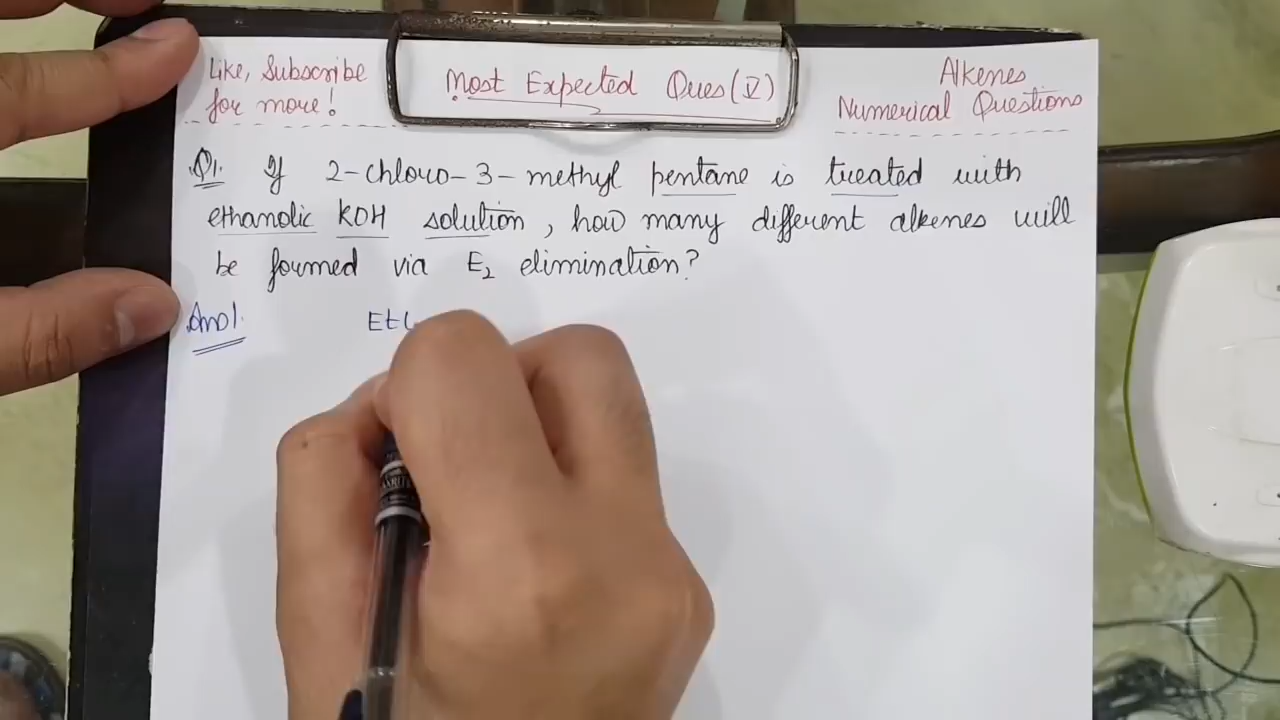 Like, Subscribe
for more!
Most Expected Ques(V)
Alkenes
Numerical Questions
Q1. If 2-chloro-3-methyl pentane is treated with
ethanolic KOH solution, how many different alkenes will
be formed via E₂ elimination?
Ans1.